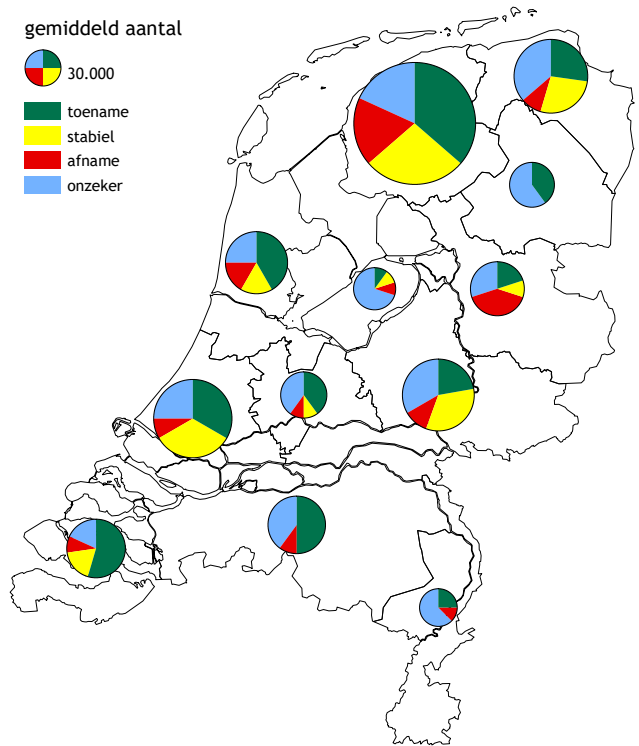 gemiddeld aantal
30.000
toename
stabiel
afname
onzeker